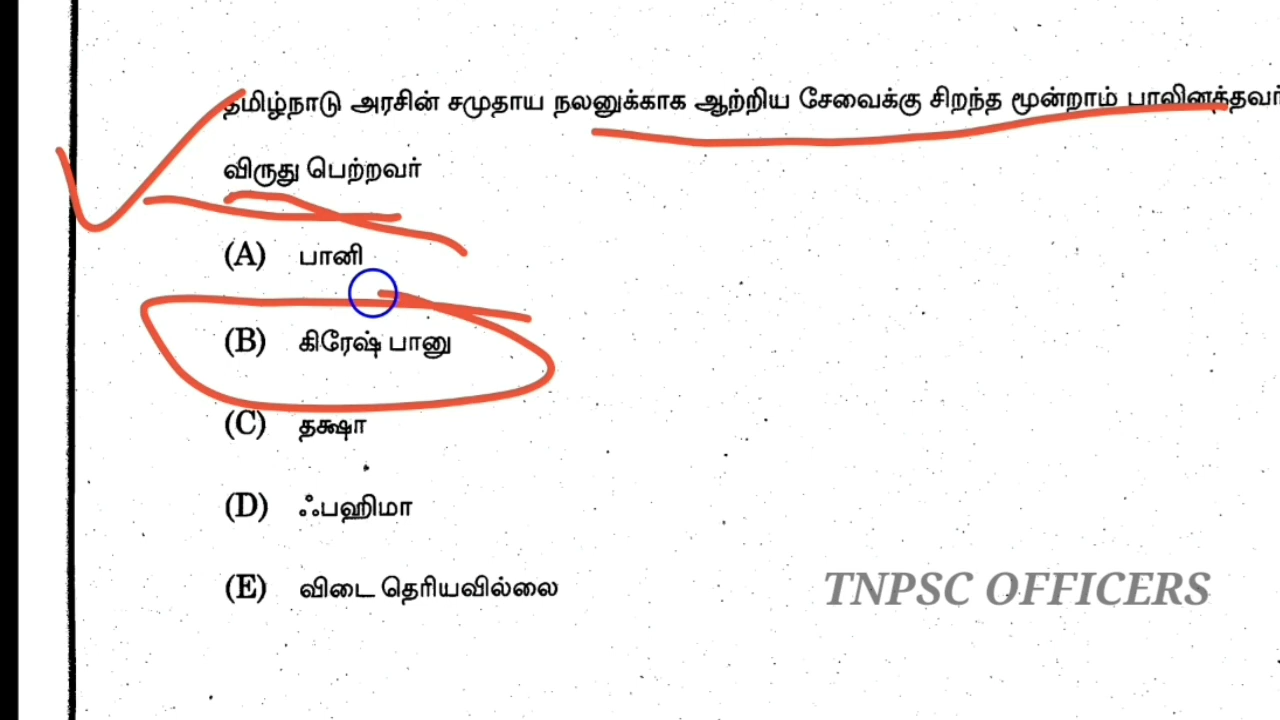 தமிழ்நாடு அரசின் சமுதாய நலனுக்காக ஆற்றிய சேவைக்கு சிறந்த மூன்றாம் பாலினத்தவர்
விருது பெற்றவர்
(A) பானி
(B) கிரேஷ் பானு
(C) தக்ஷா
(D) ஃபஹிமா
(E) விடை தெரியவில்லை
TNPSC OFFICERS